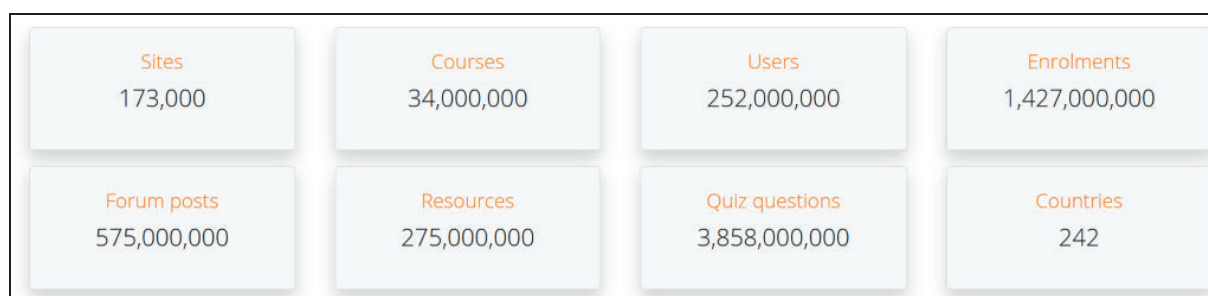 Sites
173,000
Courses
34,000,000
Users
252,000,000
Enrolments
1,427,000,000
Forum posts
575,000,000
Resources
275,000,000
Quiz questions
3,858,000,000
Countries
242